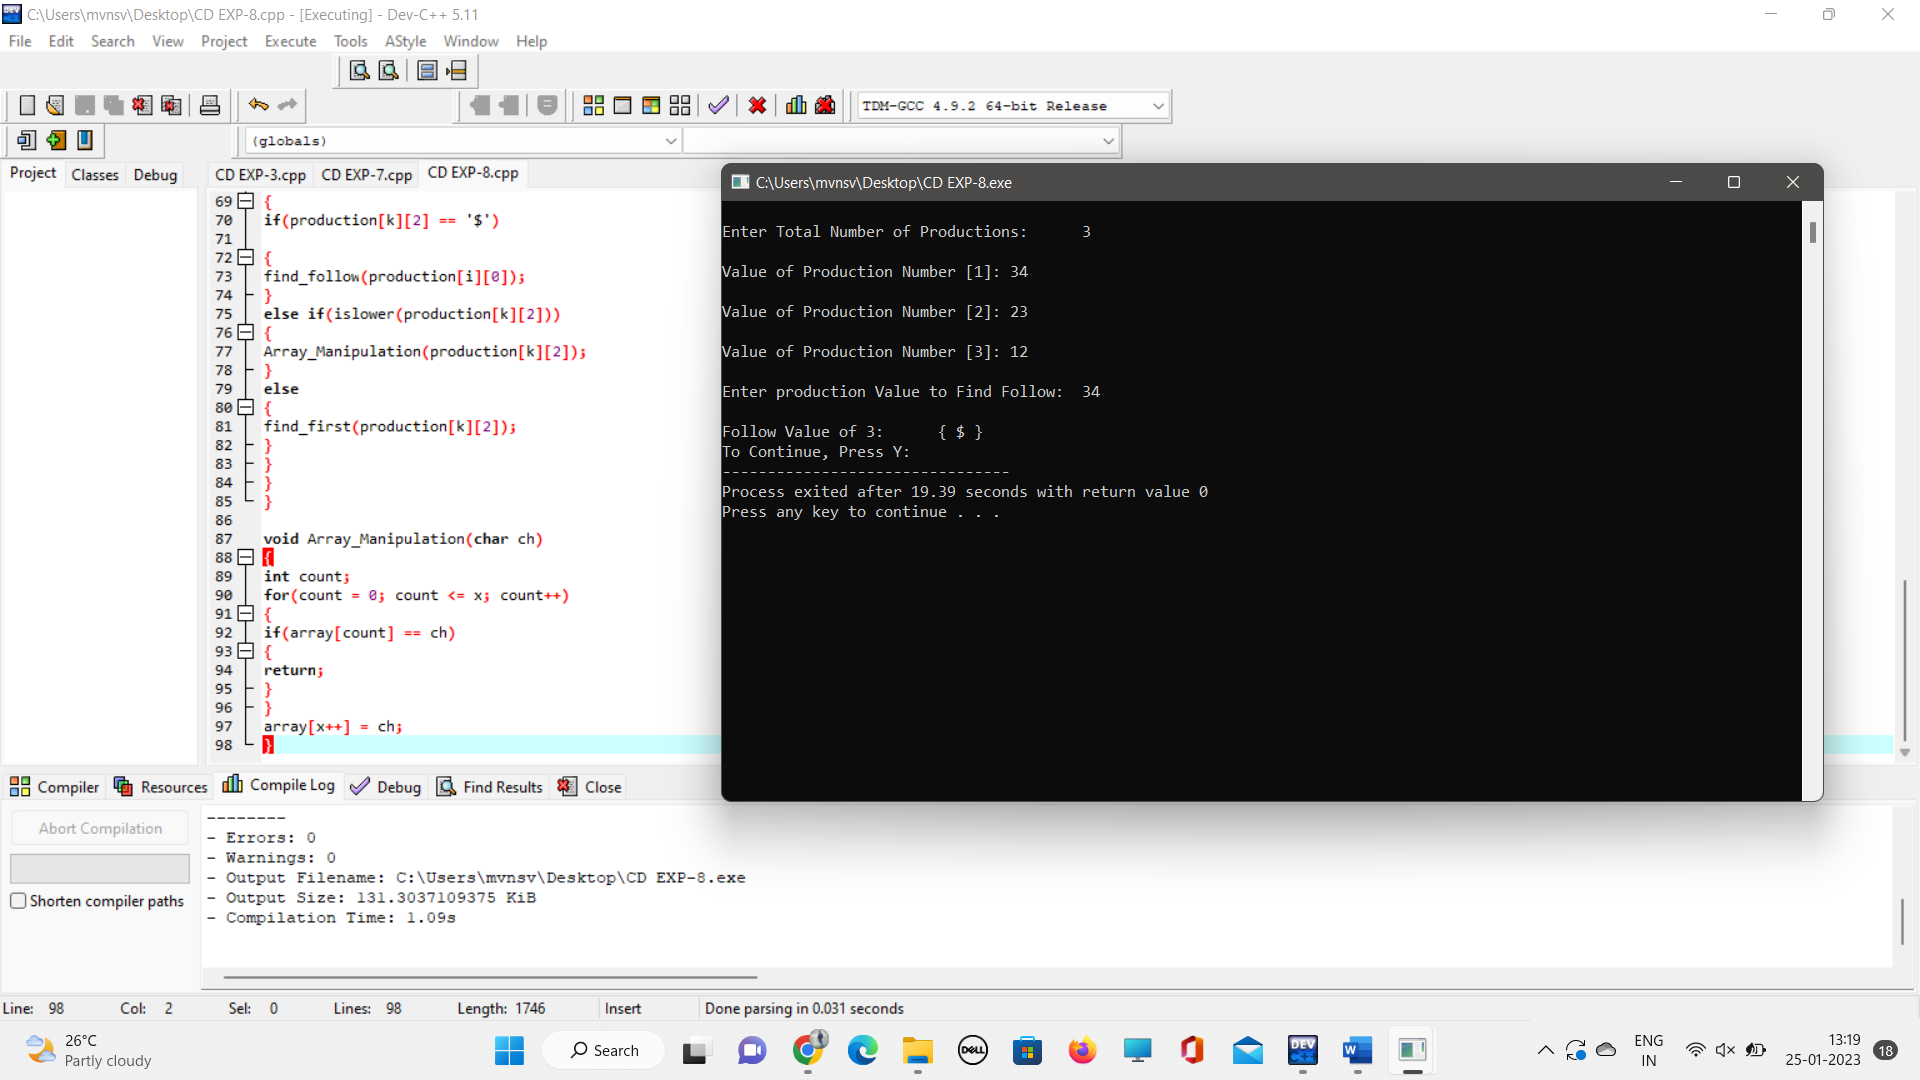 C:\Users\mvnsv\Desktop\CD EXP-8.cpp - [Executing] - Dev-C++ 5.11
File Edit Search View Project Execute Tools AStyle Window Help
TDM-GCC 4.9.2 64-bit Release
(globals)
Project Classes Debug
CD EXP-3.cpp CD EXP-7.cpp CD EXP-8.cpp
69 {
70 if(production[k][2] == '$')
71
72 {
73 find_follow(production[i][0]);
74 }
75 else if(islower(production[k][2]))
76 {
77 Array_Manipulation(production[k][2]);
78 }
79 else
80 {
81 find_first(production[k][2]);
82 }
83 }
84 }
85 }
86
87 void Array_Manipulation(char ch)
88 {
89 int count;
90 for(count = 0; count <= x; count++)
91 {
92 if(array[count] == ch)
93 {
94 return;
95 }
96 }
97 array[x++] = ch;
98 }
C:\Users\mvnsv\Desktop\CD EXP-8.exe
Enter Total Number of Productions: 3
Value of Production Number [1]: 34
Value of Production Number [2]: 23
Value of Production Number [3]: 12
Enter production Value to Find Follow: 34
Follow Value of 3: { $ }
To Continue, Press Y:
--------------------------------
Process exited after 19.39 seconds with return value 0
Press any key to continue . . .
Compiler Resources Compile Log Debug Find Results Close
Abort Compilation
Shorten compiler paths
--------
- Errors: 0
- Warnings: 0
- Output Filename: C:\Users\mvnsv\Desktop\CD EXP-8.exe
- Output Size: 131.3037109375 KiB
- Compilation Time: 1.09s
Line: 98 Col: 2 Sel: 0 Lines: 98 Length: 1746 Insert Done parsing in 0.031 seconds
26°C
Partly cloudy
Search
DELL
DEV
C++
W
ENG
IN
13:19
25-01-2023
18